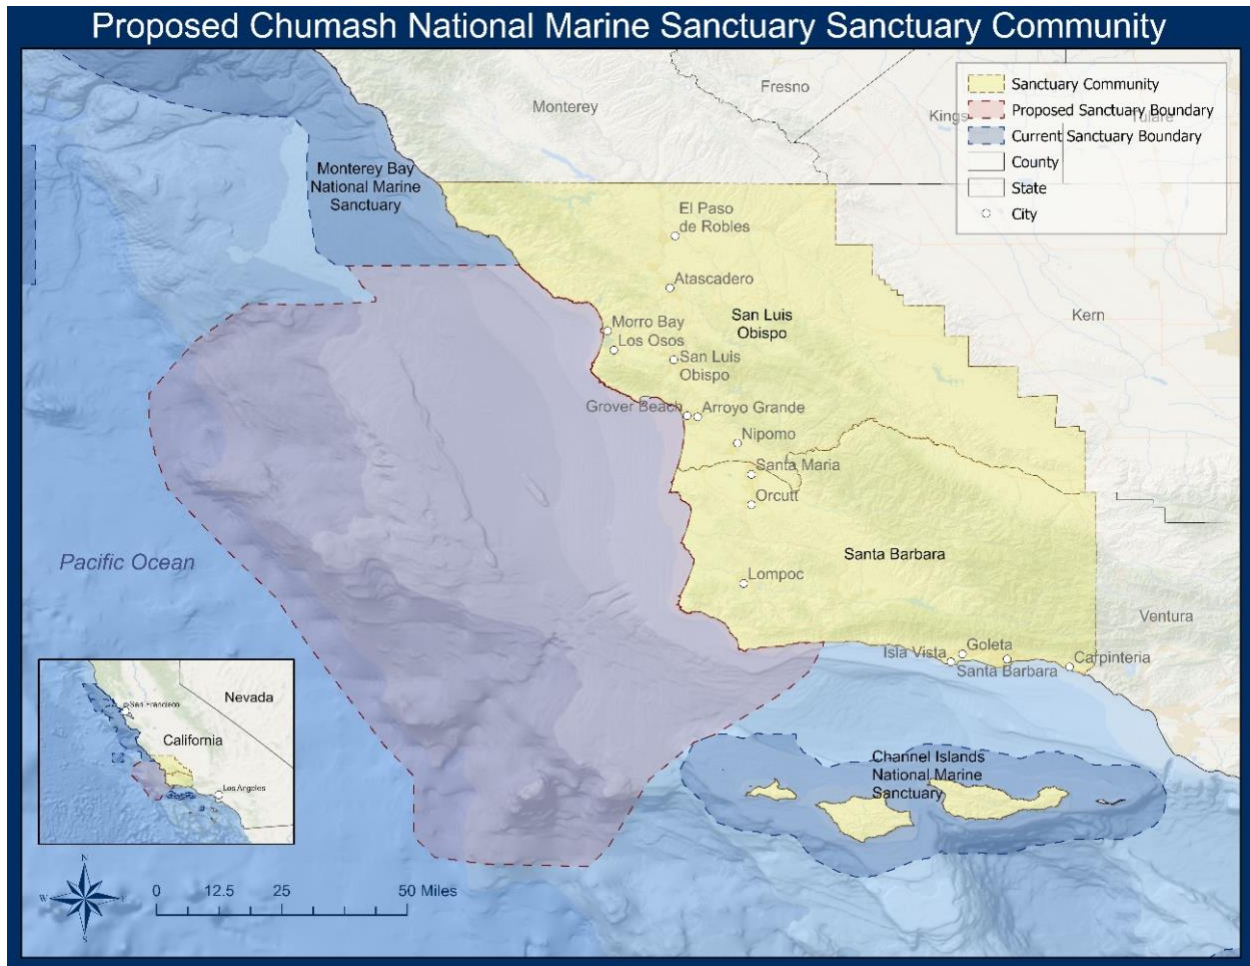 Proposed Chumash National Marine Sanctuary Sanctuary Community
Sanctuary Community
Proposed Sanctuary Boundary
Current Sanctuary Boundary
County
State
City
Fresno
Monterey
Kings
Tulare
Monterey Bay
National Marine
Sanctuary
El Paso
de Robles
Atascadero
San Luis
Obispo
Kern
Morro Bay
Los Osos
San Luis
Obispo
Grover Beach
Arroyo Grande
Nipomo
Santa Maria
Orcutt
Santa Barbara
Pacific Ocean
Lompoc
Ventura
Isla Vista
Goleta
Santa Barbara
Carpinteria
Channel Islands
National Marine
Sanctuary
Nevada
San Francisco
California
Los Angeles
N
W
E
S
0 12.5 25 50 Miles